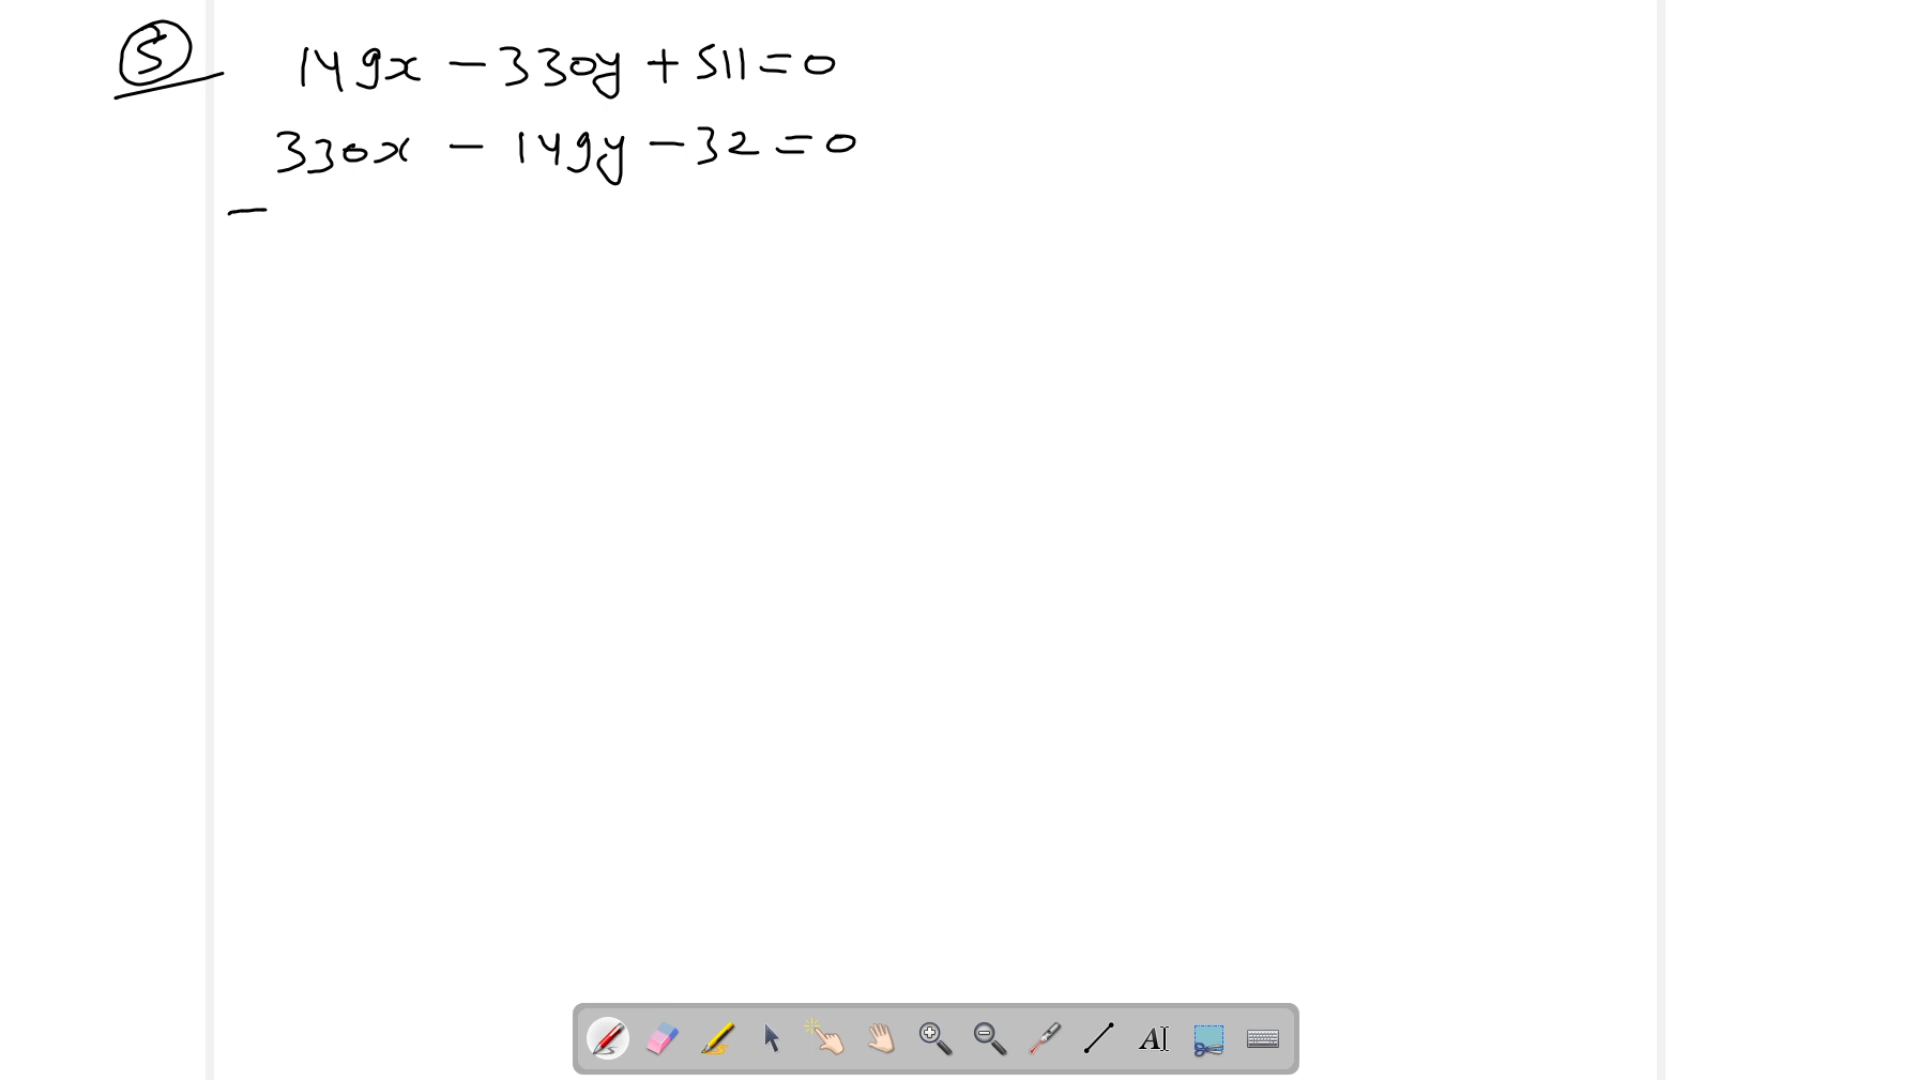 5
149x - 330y + 511 = 0
330x - 149y - 32 = 0
-